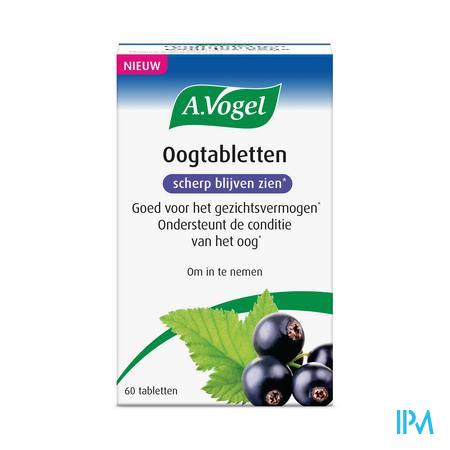 NIEUW
A.Vogel
Oogtabletten
scherp blijven zien*
Goed voor het gezichtsvermogen*
Ondersteunt de conditie
van het oog*
Om in te nemen
60 tabletten
IPM